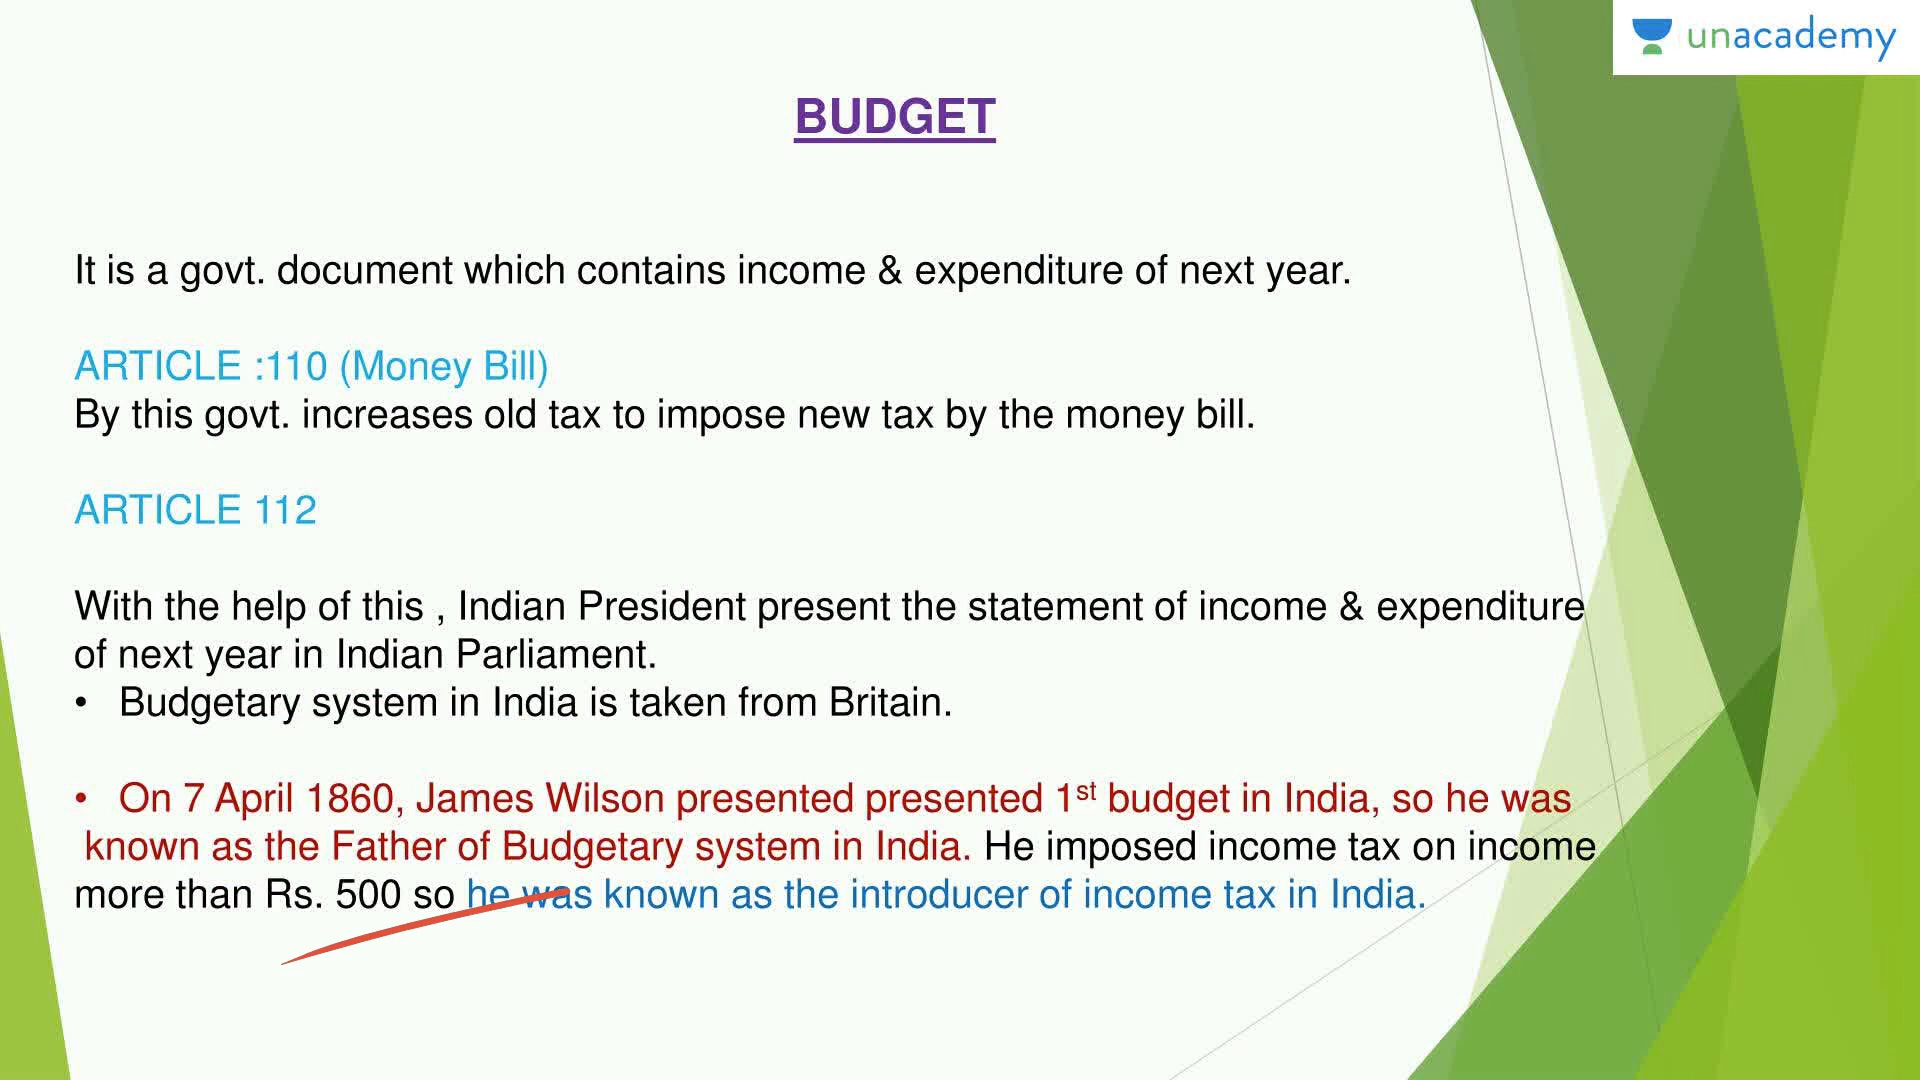 unacademy
BUDGET
It is a govt. document which contains income & expenditure of next year.
ARTICLE :110 (Money Bill)
By this govt. increases old tax to impose new tax by the money bill.
ARTICLE 112
With the help of this , Indian President present the statement of income & expenditure
of next year in Indian Parliament.
• Budgetary system in India is taken from Britain.
• On 7 April 1860, James Wilson presented presented 1st budget in India, so he was
known as the Father of Budgetary system in India. He imposed income tax on income
more than Rs. 500 so he was known as the introducer of income tax in India.